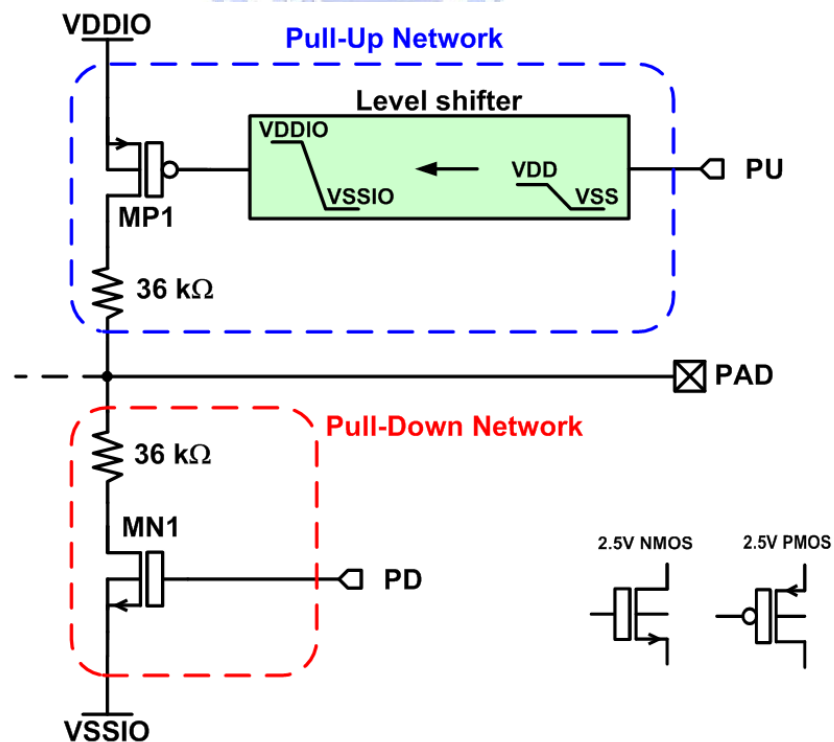 VDDIO
Pull-Up Network
Level shifter
VDDIO
VSSIO
VDD
VSS
PU
MP1
36 kΩ
PAD
Pull-Down Network
36 kΩ
MN1
PD
2.5V NMOS
2.5V PMOS
VSSIO